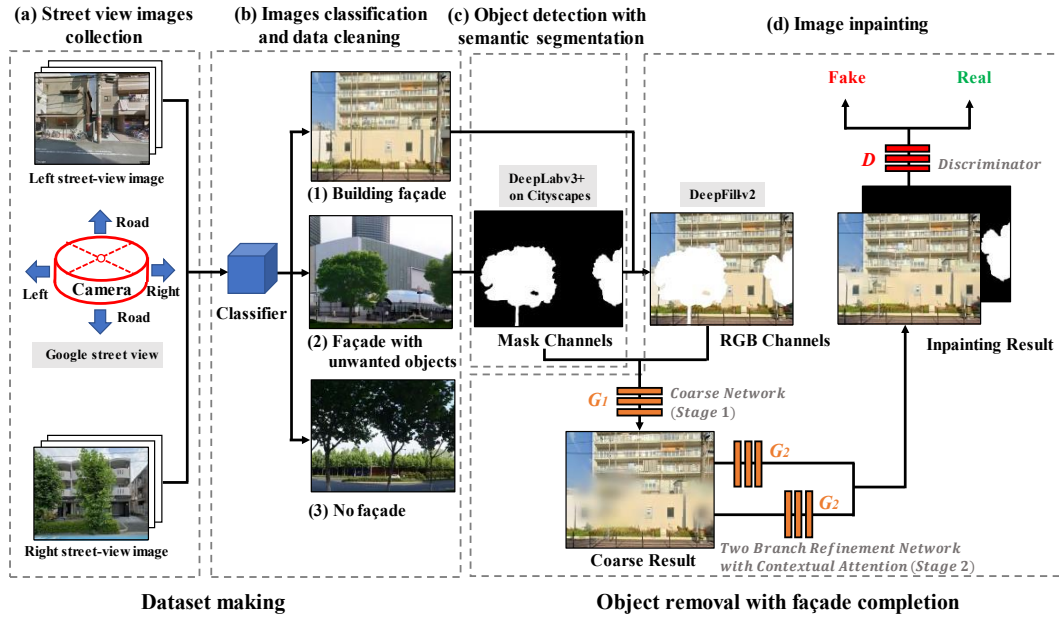 (a) Street view images
collection
(b) Images classification
and data cleaning
(c) Object detection with
semantic segmentation
(d) Image inpainting
Left street-view image
Road
Left
Camera
Right
Road
Google street view
Right street-view image
Classifier
(1) Building façade
(2) Façade with
unwanted objects
(3) No façade
DeepLabv3+
on Cityscapes
Mask Channels
DeepFill-v2
RGB Channels
Fake
Real
D
Discriminator
Inpainting Result
G1
Coarse Network
(Stage 1)
G2
G2
Coarse Result
Two Branch Refinement Network
with Contextual Attention (Stage 2)
Dataset making
Object removal with façade completion